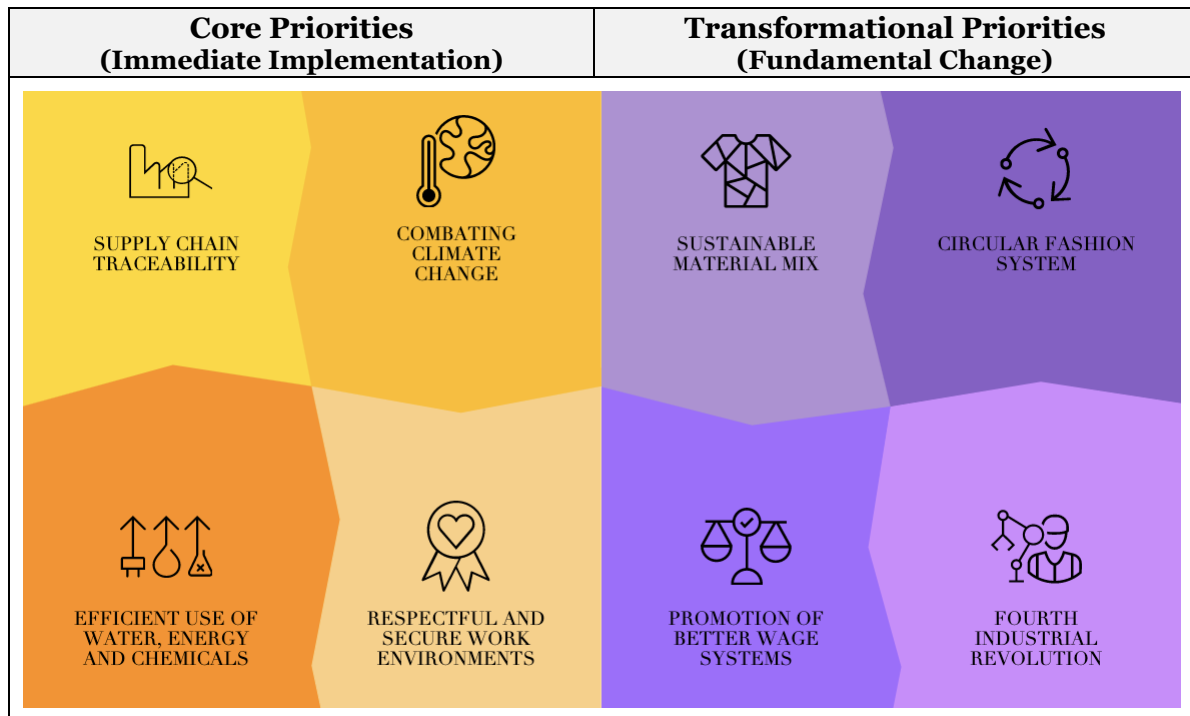 Core Priorities
(Immediate Implementation)
Transformational Priorities
(Fundamental Change)
SUPPLY CHAIN
TRACEABILITY
COMBATING
CLIMATE
CHANGE
SUSTAINABLE
MATERIAL MIX
CIRCULAR FASHION
SYSTEM
EFFICIENT USE OF
WATER, ENERGY
AND CHEMICALS
RESPECTFUL AND
SECURE WORK
ENVIRONMENTS
PROMOTION OF
BETTER WAGE
SYSTEMS
FOURTH
INDUSTRIAL
REVOLUTION